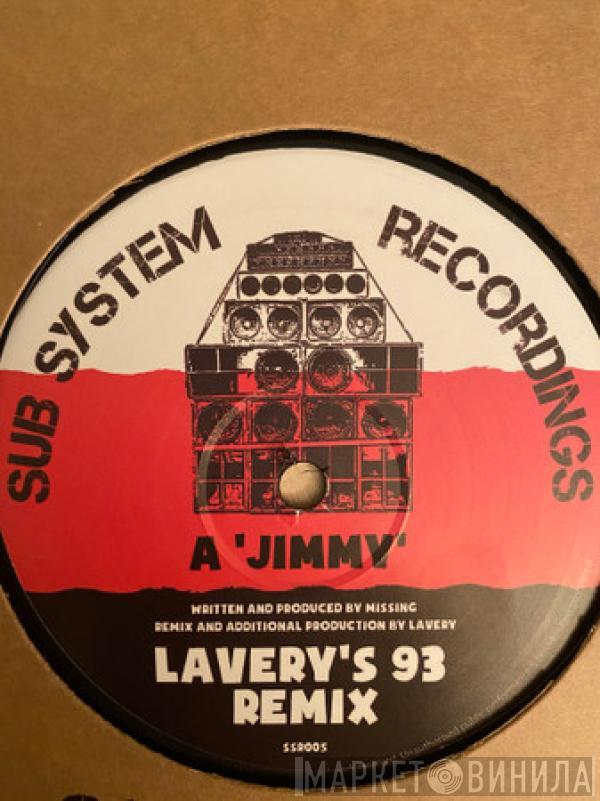 SUB SYSTEM RECORDINGS
A 'JIMMY'
WRITTEN AND PRODUCED BY MISSING
REMIX AND ADDITIONAL PRODUCTION BY LAVERY
LAVERY'S 93
REMIX
SSR005
Unauthorised
МАРКЕТ ВИНИЛА